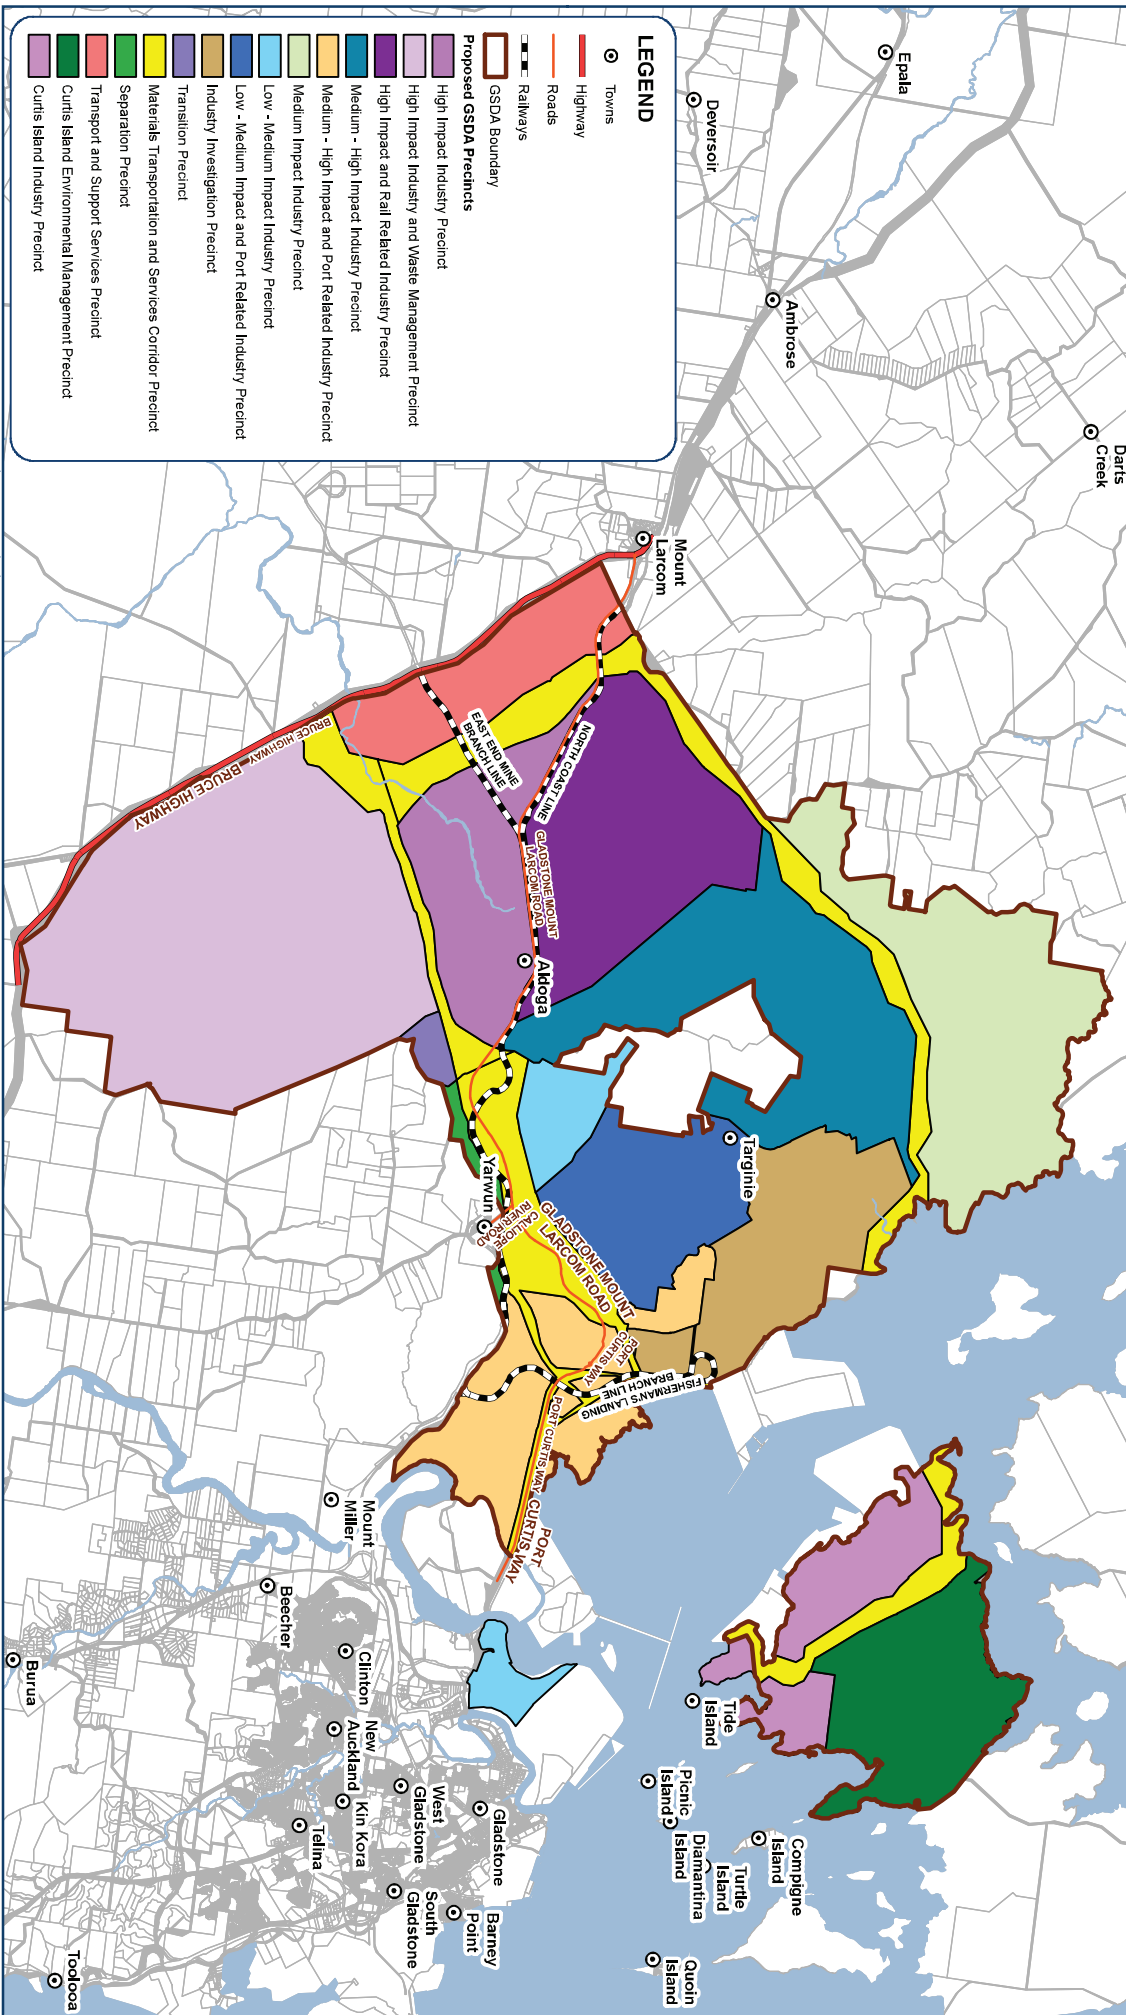 LEGEND
Towns
Highway
Roads
Railways
GSDA Boundary
Proposed GSDA Precincts
High Impact Industry Precinct
High Impact Industry and Waste Management Precinct
High Impact and Rail Related Industry Precinct
Medium - High Impact Industry Precinct
Medium - High Impact and Port Related Industry Precinct
Medium Impact Industry Precinct
Low - Medium Impact Industry Precinct
Low - Medium Impact and Port Related Industry Precinct
Industry Investigation Precinct
Transition Precinct
Materials Transportation and Services Corridor Precinct
Separation Precinct
Transport and Support Services Precinct
Curtis Island Environmental Management Precinct
Curtis Island Industry Precinct
Epala
Deversoir
Ambrose
Darts
Creek
Mount
Larcom
EAST END MINE
BRANCH LINE
NORTH COAST LINE
BRUCE HIGHWAY
BRUCE HIGHWAY
GLADSTONE MOUNT
LARCOM ROAD
Aldoga
Targinie
Yarwun
CALLIOPE
RIVER ROAD
GLADSTONE MOUNT
LARCOM ROAD
PORT
CURTIS WAY
FISHERMAN'S LANDING
BRANCH LINE
PORT CURTIS WAY
PORT
CURTIS WAY
Mount
Miller
Beecher
Burua
Clinton
New
Auckland
Kin Kora
Telina
West
Gladstone
Gladstone
South
Gladstone
Barney
Point
Toolooa
Tide
Island
Picnic
Island
Diamantina
Island
Turtle
Island
Compigne
Island
Quoin
Island